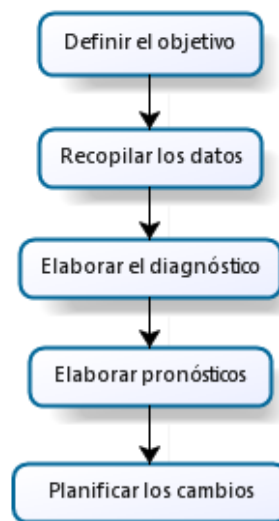 Definir el objetivo
Recopilar los datos
Elaborar el diagnóstico
Elaborar pronósticos
Planificar los cambios